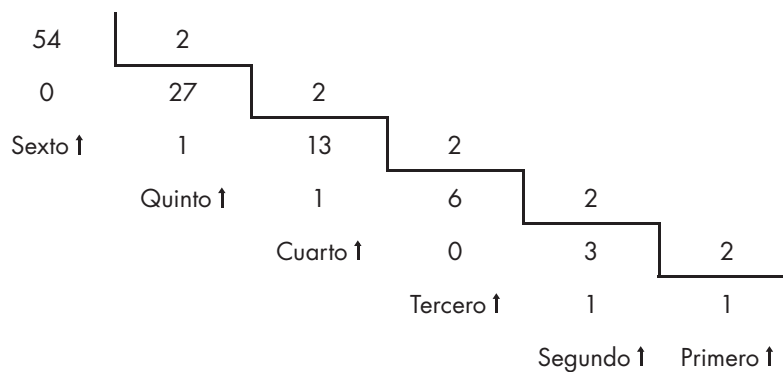 54 2
0 27 2
Sexto ↑ 1 13 2
Quinto ↑ 1 6 2
Cuarto ↑ 0 3 2
Tercero ↑ 1 1
Segundo ↑ Primero ↑